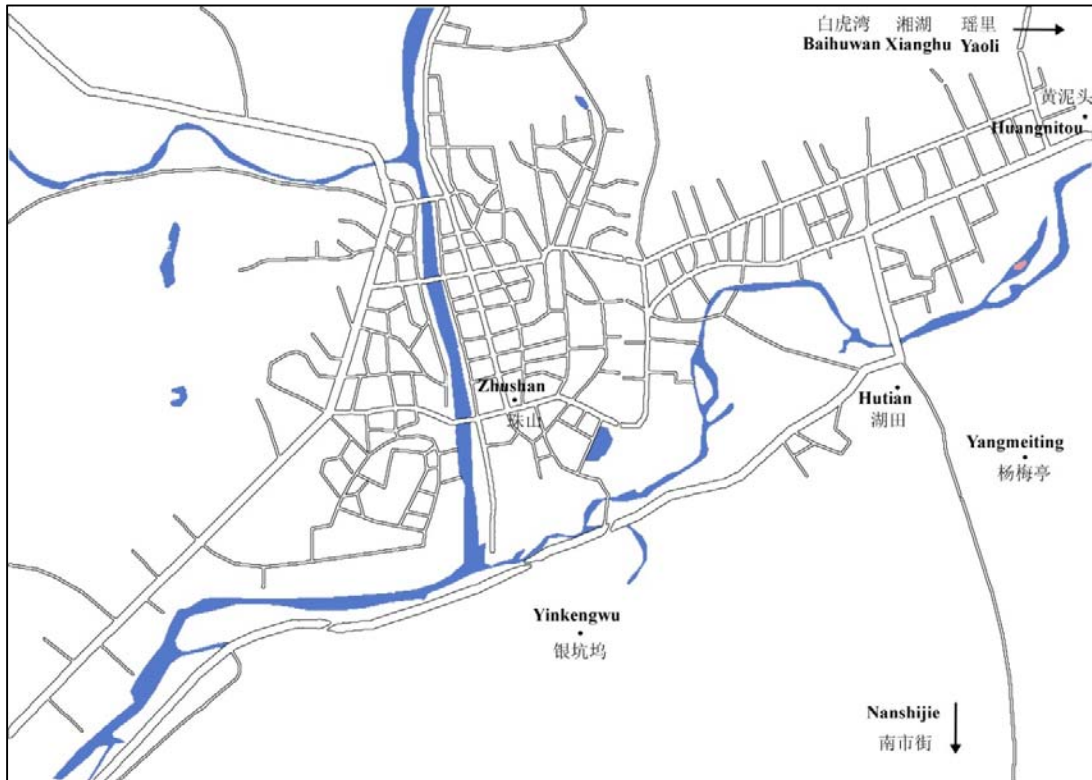 白虎湾 湘湖 瑶里
Baihuwan Xianghu Yaoli
黄泥头
Huangnitou
Zhushan
珠山
Hutian
湖田
Yangmeiting
杨梅亭
Yinkengwu
银坑坞
Nanshijie
南市街